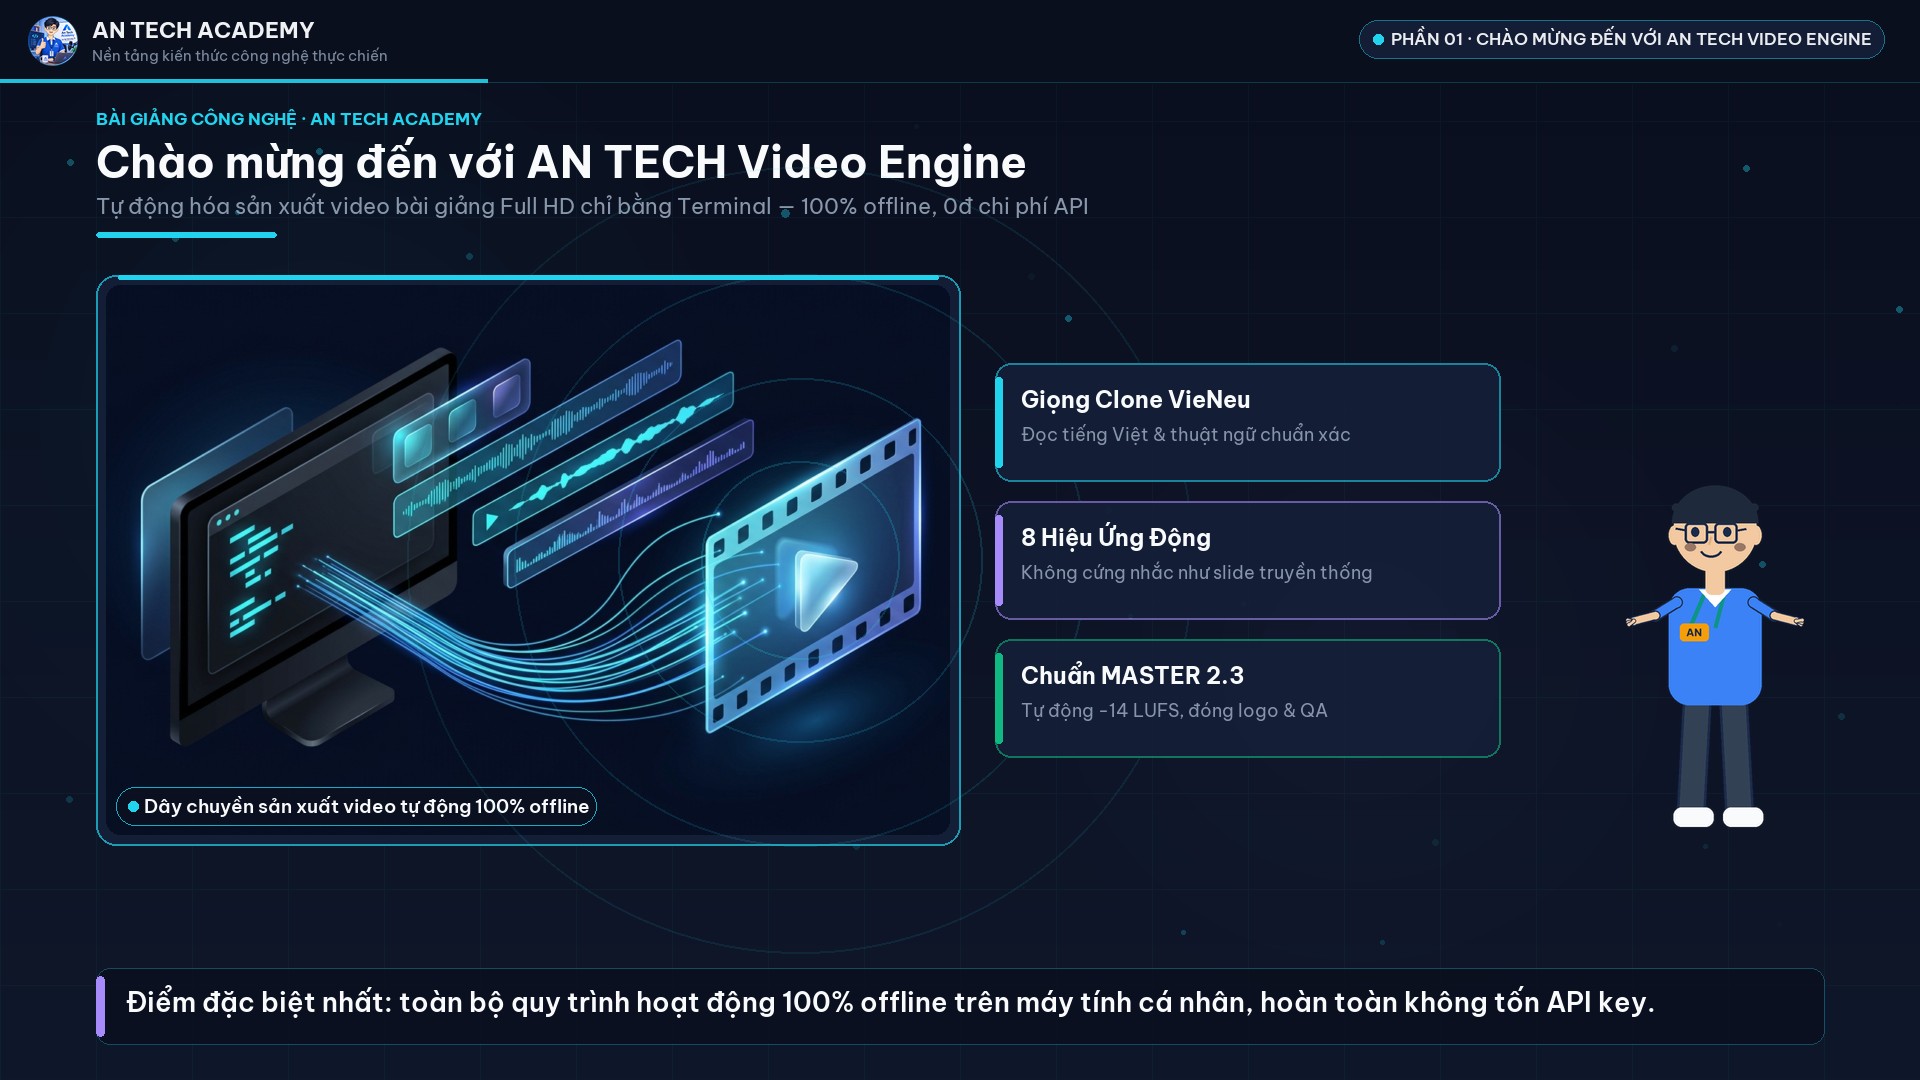 AN TECH ACADEMY
Nền tảng kiến thức công nghệ thực chiến
PHẦN 01 · CHÀO MỪNG ĐẾN VỚI AN TECH VIDEO ENGINE
BÀI GIẢNG CÔNG NGHỆ · AN TECH ACADEMY
Chào mừng đến với AN TECH Video Engine
Tự động hóa sản xuất video bài giảng Full HD chỉ bằng Terminal — 100% offline, 0đ chi phí API
Giọng Clone VieNeu
Đọc tiếng Việt & thuật ngữ chuẩn xác
8 Hiệu Ứng Động
Không cứng nhắc như slide truyền thống
Chuẩn MASTER 2.3
Tự động -14 LUFS, đóng logo & QA
AN
Dây chuyền sản xuất video tự động 100% offline
Điểm đặc biệt nhất: toàn bộ quy trình hoạt động 100% offline trên máy tính cá nhân, hoàn toàn không tốn API key.